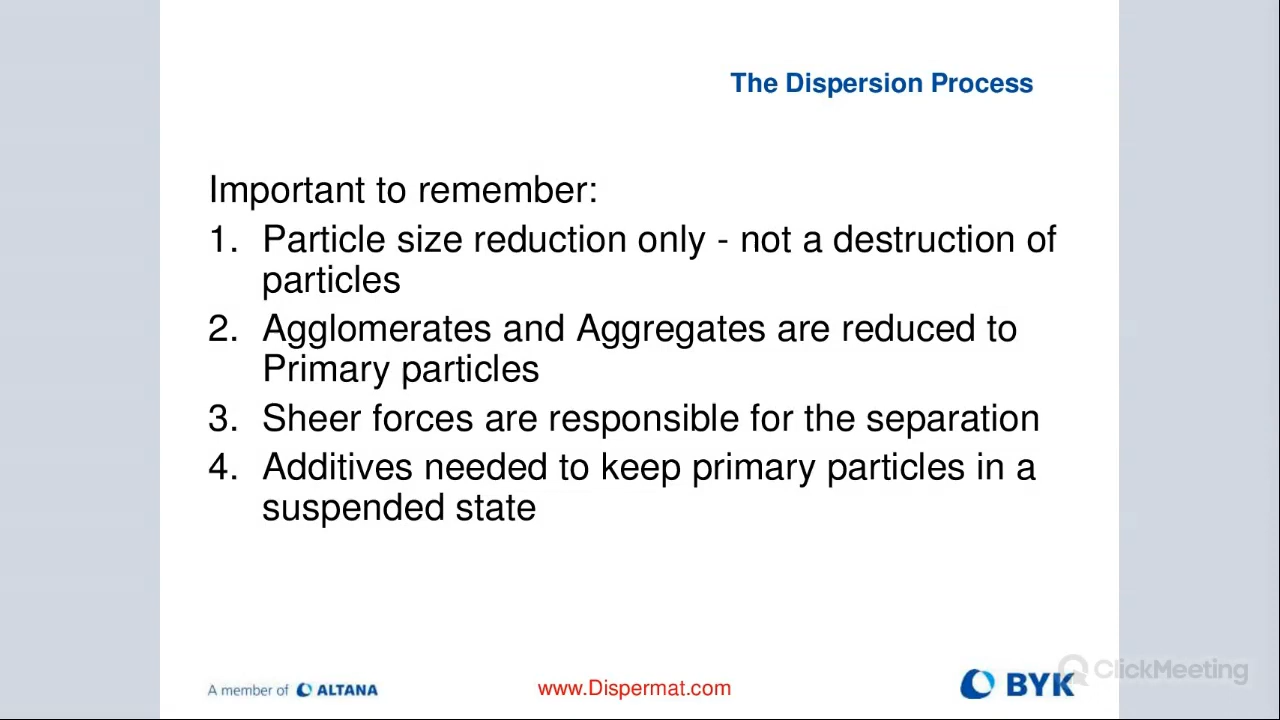 The Dispersion Process
Important to remember:
1. Particle size reduction only - not a destruction of
particles
2. Agglomerates and Aggregates are reduced to
Primary particles
3. Sheer forces are responsible for the separation
4. Additives needed to keep primary particles in a
suspended state
A member of ALTANA
www.Dispermat.com
BYK
ClickMeeting